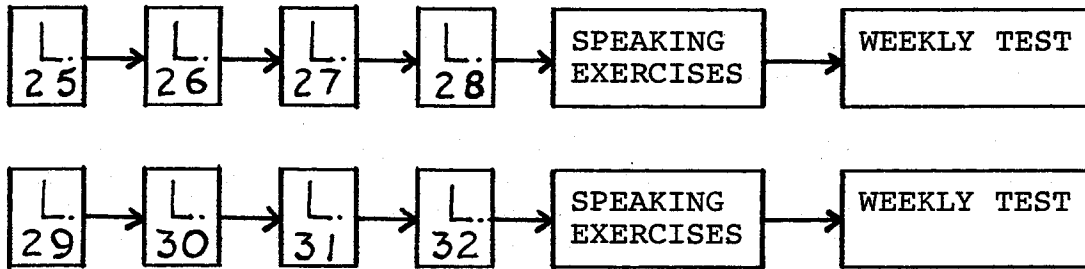 L. L. L. L. SPEAKING WEEKLY TEST
25 26 27 28 EXERCISES
L. L. L. L. SPEAKING WEEKLY TEST
29 30 31 32 EXERCISES